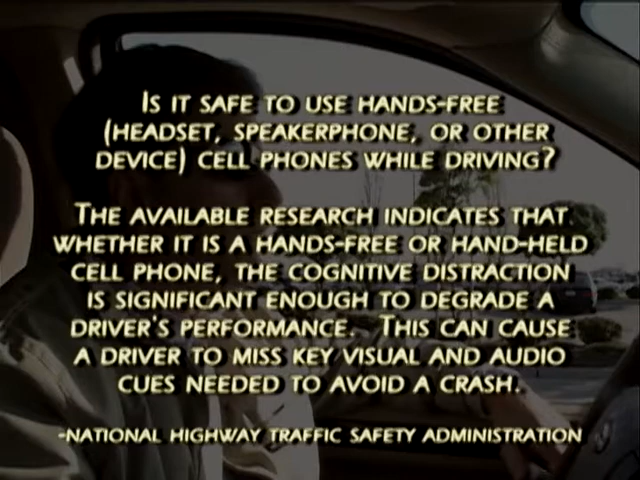 IS IT SAFE TO USE HANDS-FREE
(HEADSET, SPEAKERPHONE, OR OTHER
DEVICE) CELL PHONES WHILE DRIVING?
THE AVAILABLE RESEARCH INDICATES THAT
WHETHER IT IS A HANDS-FREE OR HAND-HELD
CELL PHONE, THE COGNITIVE DISTRACTION
IS SIGNIFICANT ENOUGH TO DEGRADE A
DRIVER'S PERFORMANCE. THIS CAN CAUSE
A DRIVER TO MISS KEY VISUAL AND AUDIO
CUES NEEDED TO AVOID A CRASH.
-NATIONAL HIGHWAY TRAFFIC SAFETY ADMINISTRATION